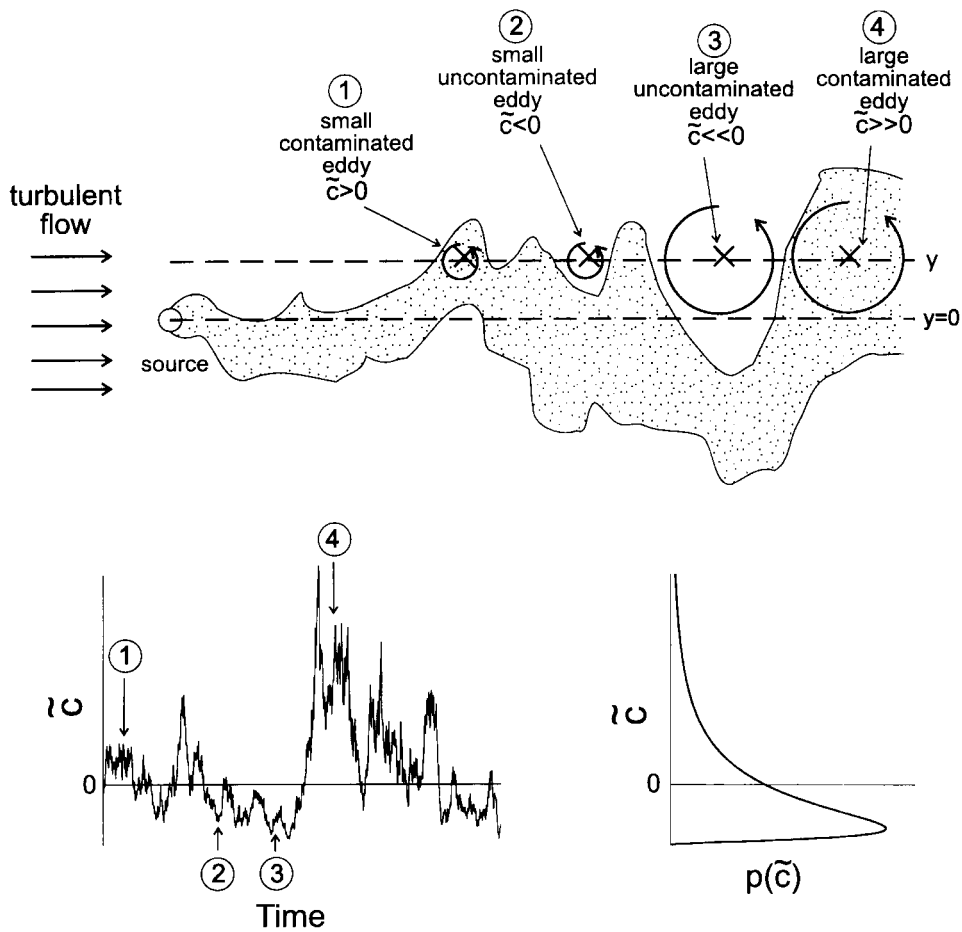 ①
small
contaminated
eddy
c̃>0
②
small
uncontaminated
eddy
c̃<0
③
large
uncontaminated
eddy
c̃<<0
④
large
contaminated
eddy
c̃>>0
turbulent
flow
source
y
y=0
①
②
③
④
c̃
0
Time
c̃
0
p(c̃)